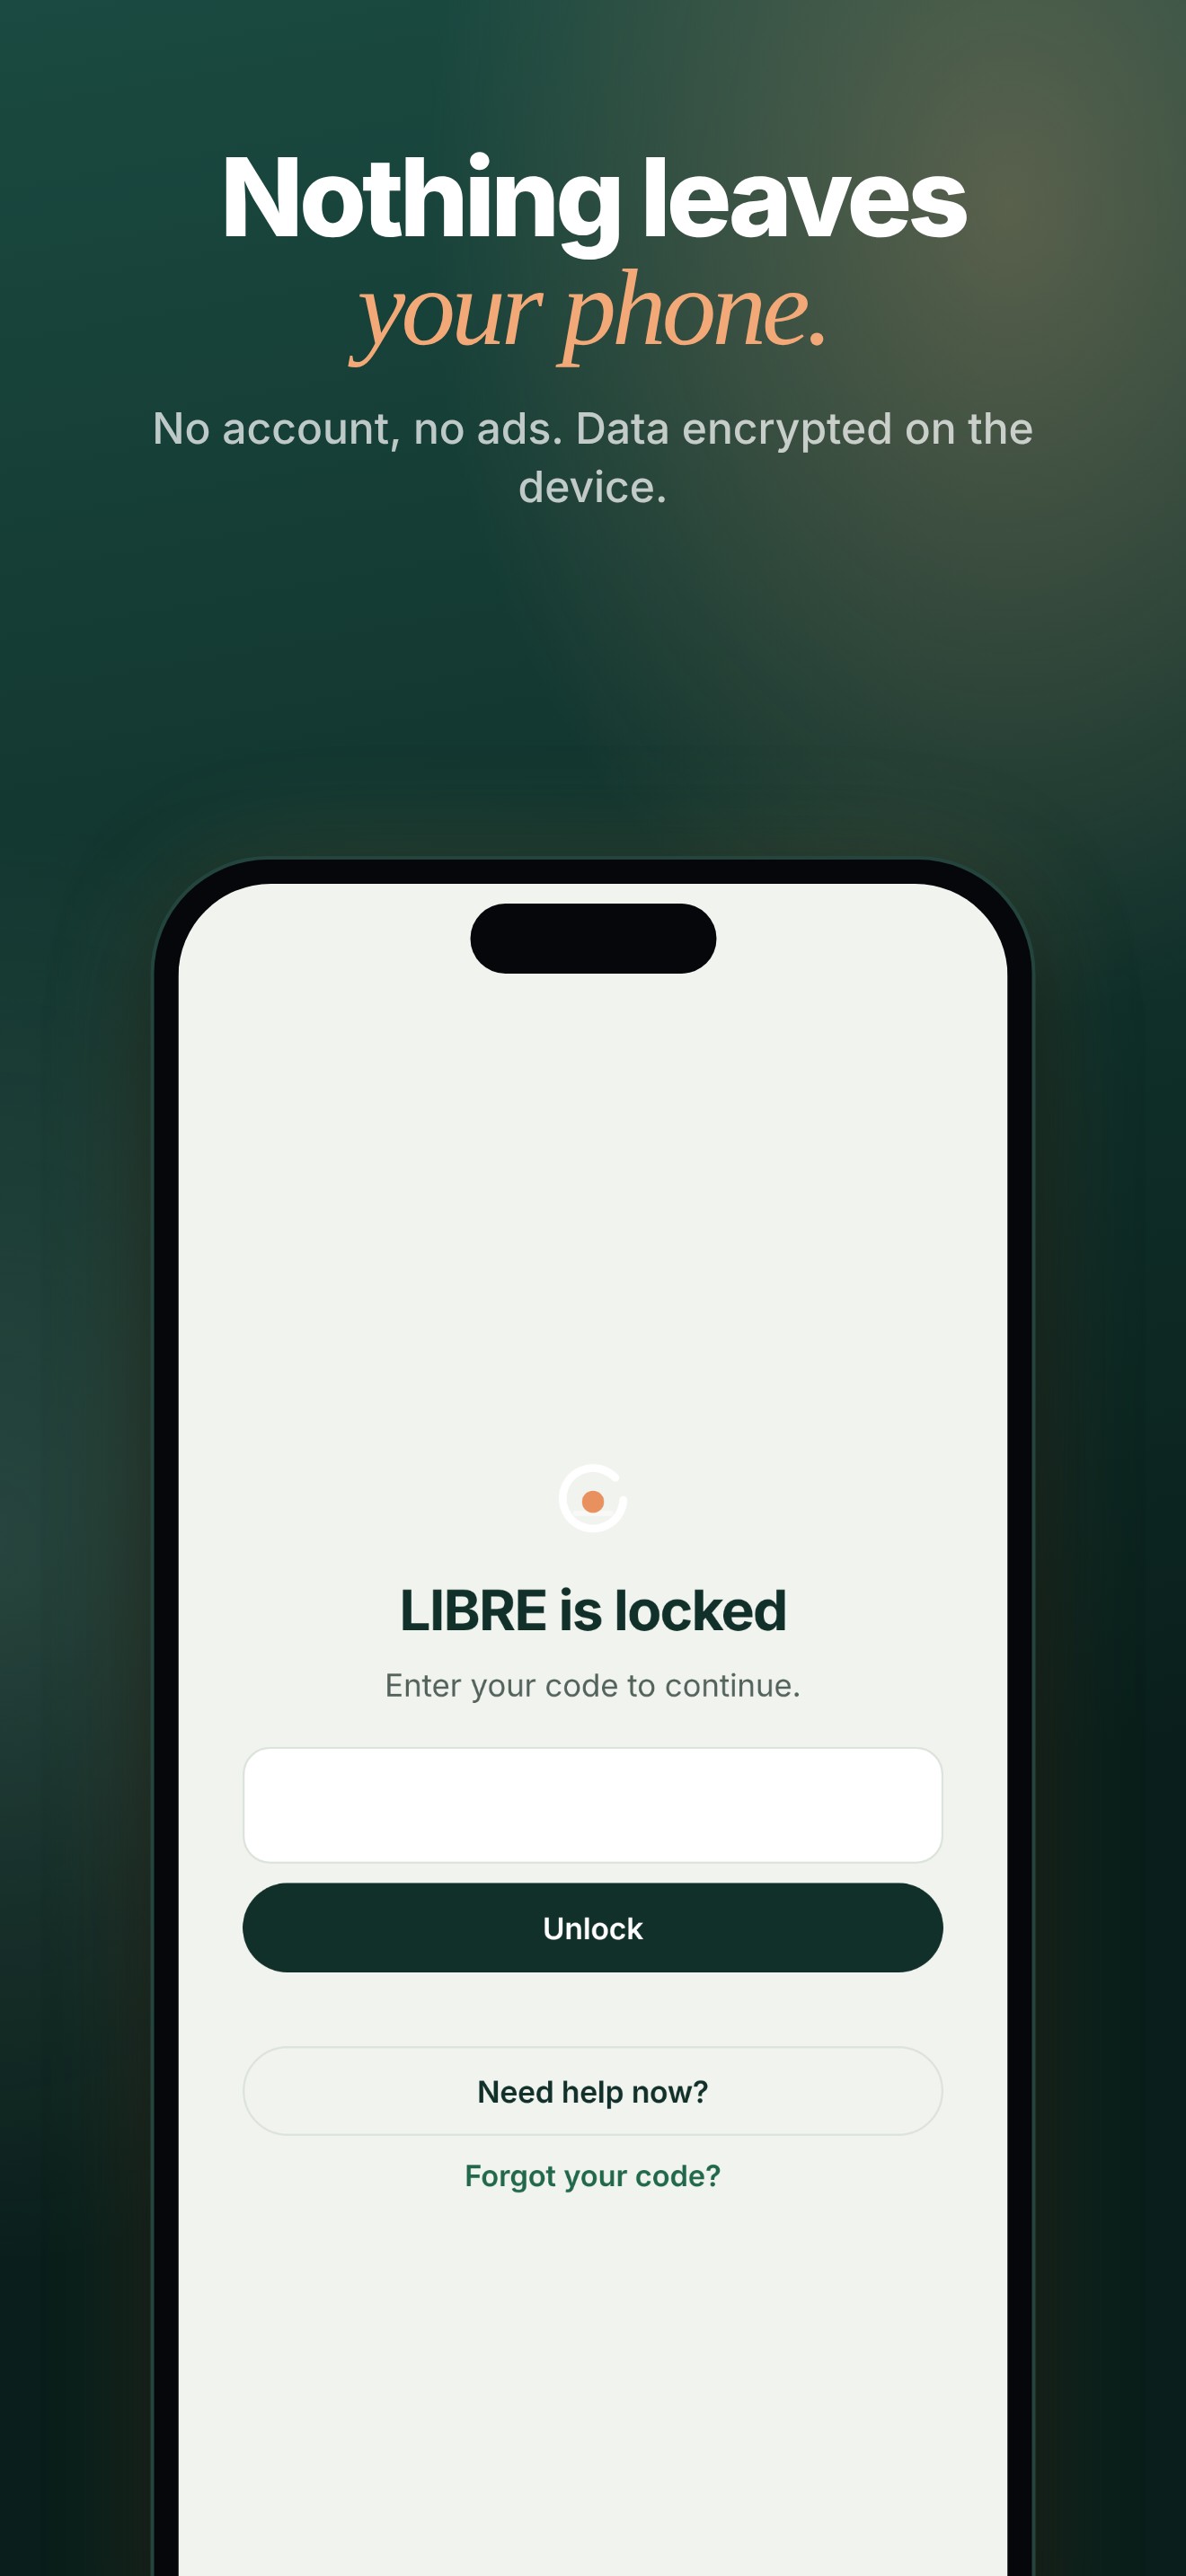 Nothing leaves
your phone.
No account, no ads. Data encrypted on the
device.
LIBRE is locked
Enter your code to continue.
Unlock
Need help now?
Forgot your code?